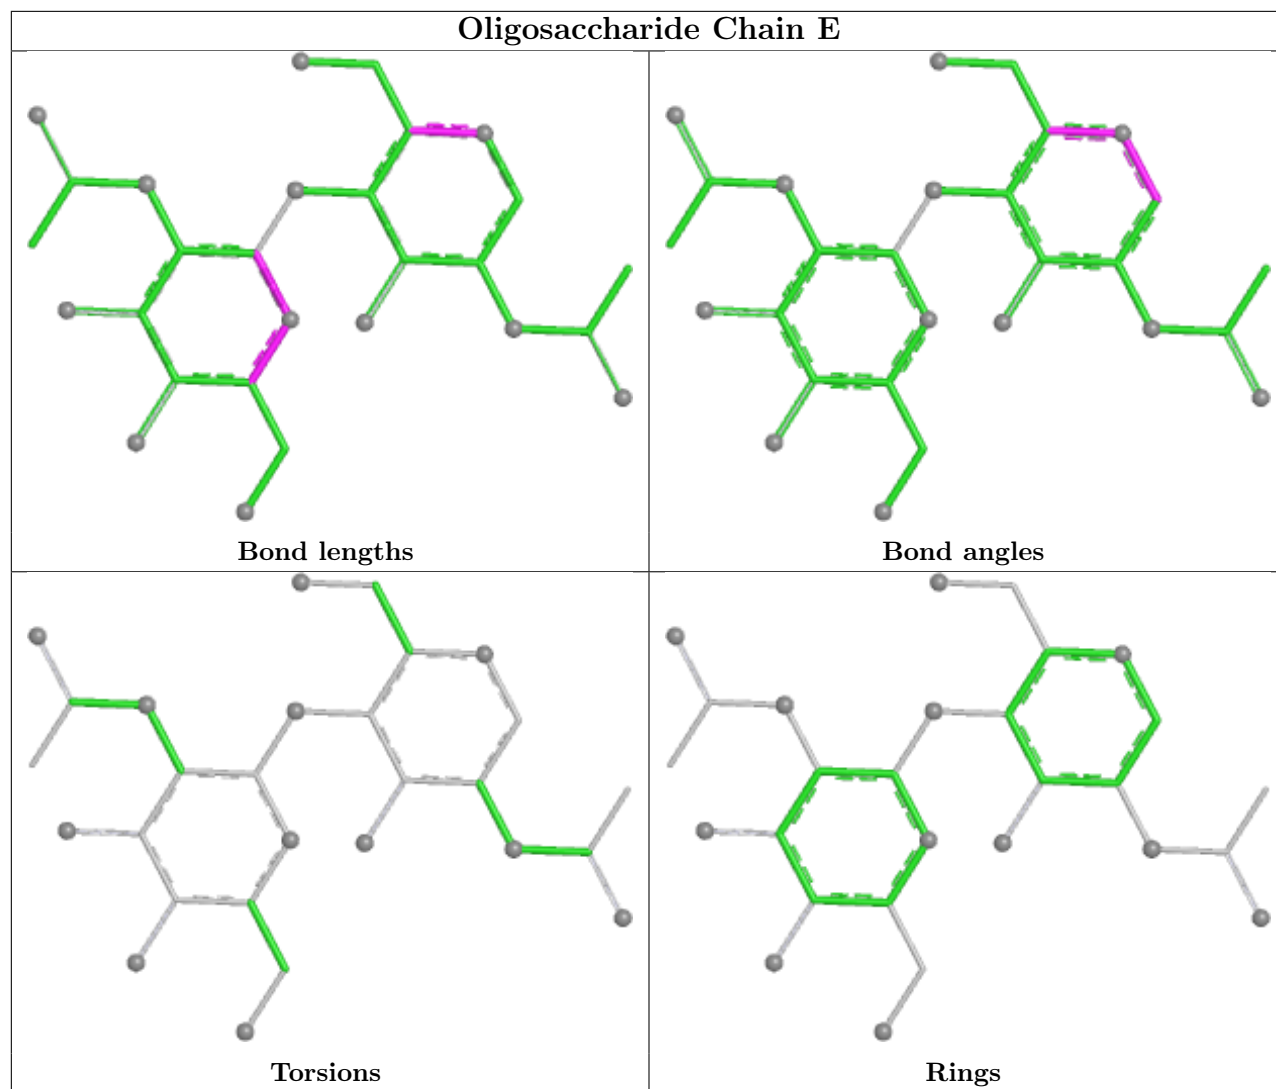 Oligosaccharide Chain E
Bond lengths
Bond angles
Torsions
Rings